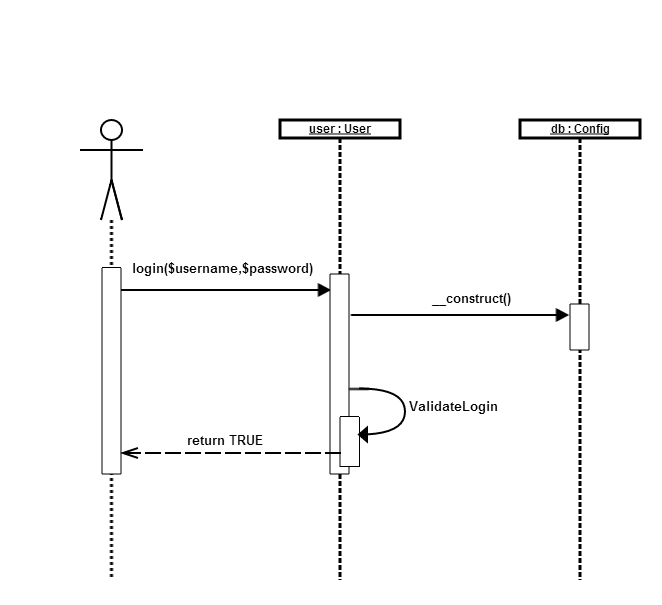 user : User
db : Config
login($username,$password)
__construct()
ValidateLogin
return TRUE